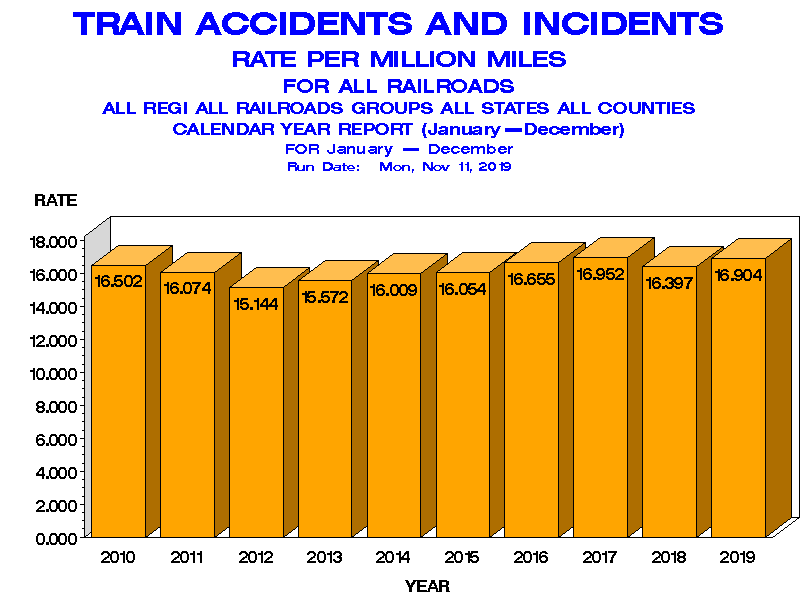 TRAIN ACCIDENTS AND INCIDENTS
RATE PER MILLION MILES
FOR ALL RAILROADS
ALL REGI ALL RAILROADS GROUPS ALL STATES ALL COUNTIES
CALENDAR YEAR REPORT (January — December)
FOR January — December
Run Date: Mon, Nov 11, 2019
RATE
18.000
16.000
14.000
12.000
10.000
8.000
6.000
4.000
2.000
0.000
16.502 16.074 15.144 15.572 16.009 16.054 16.655 16.952 16.397 16.904
2010 2011 2012 2013 2014 2015 2016 2017 2018 2019
YEAR